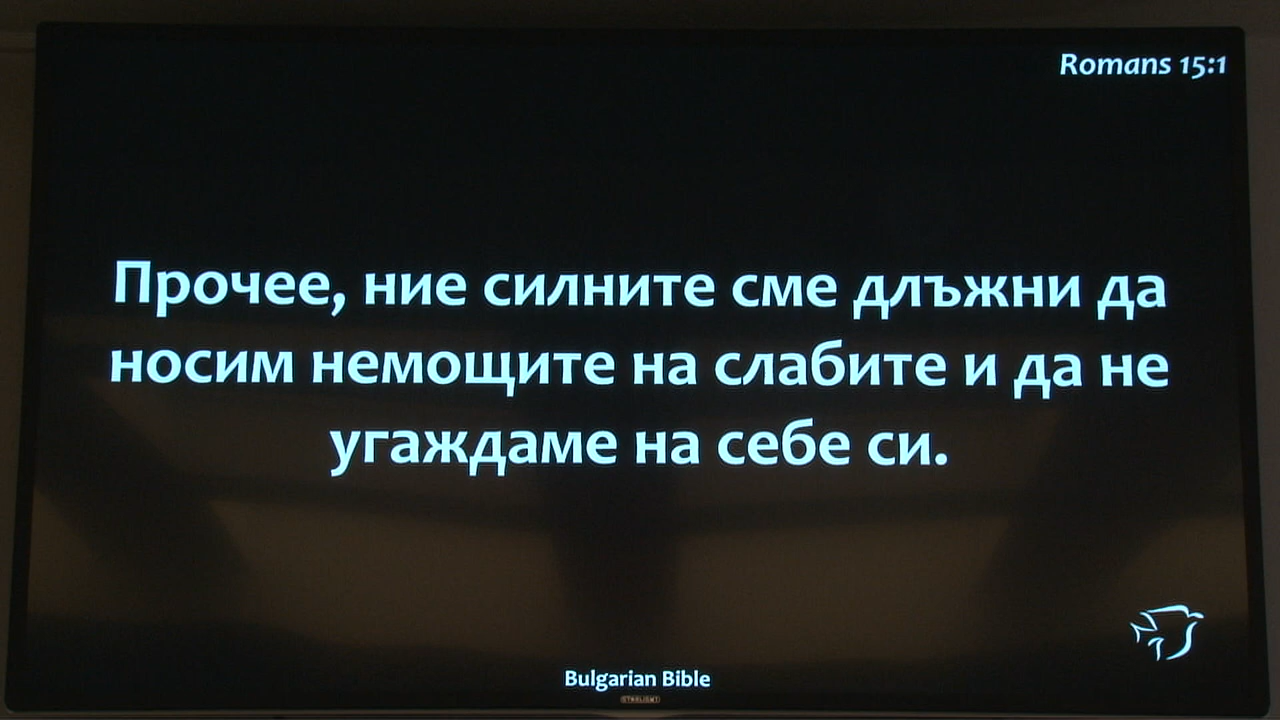 Romans 15:1
Прочее, ние силните сме длъжни да
носим немощите на слабите и да не
угаждаме на себе си.
Bulgarian Bible
STARLIGHT